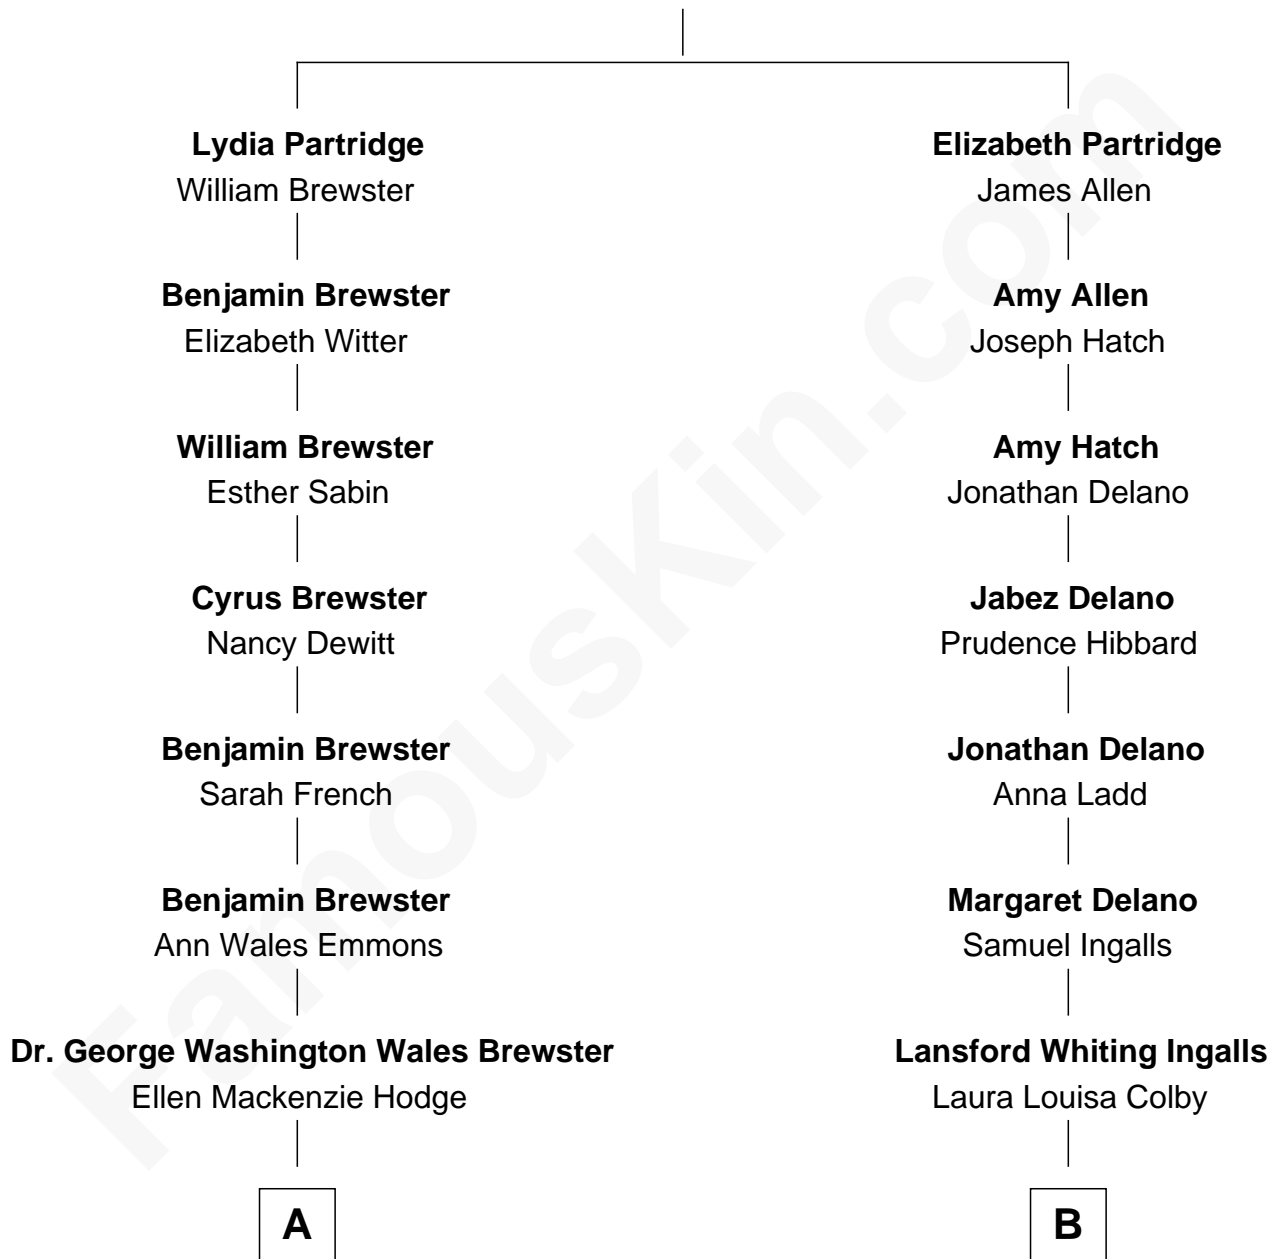 Lydia Partridge
William Brewster
Benjamin Brewster
Elizabeth Witter
William Brewster
Esther Sabin
Cyrus Brewster
Nancy Dewitt
Benjamin Brewster
Sarah French
Benjamin Brewster
Ann Wales Emmons
Dr. George Washington Wales Brewster
Ellen Mackenzie Hodge
A
Elizabeth Partridge
James Allen
Amy Allen
Joseph Hatch
Amy Hatch
Jonathan Delano
Jabez Delano
Prudence Hibbard
Jonathan Delano
Anna Ladd
Margaret Delano
Samuel Ingalls
Lansford Whiting Ingalls
Laura Louisa Colby
B
FamousKin.com